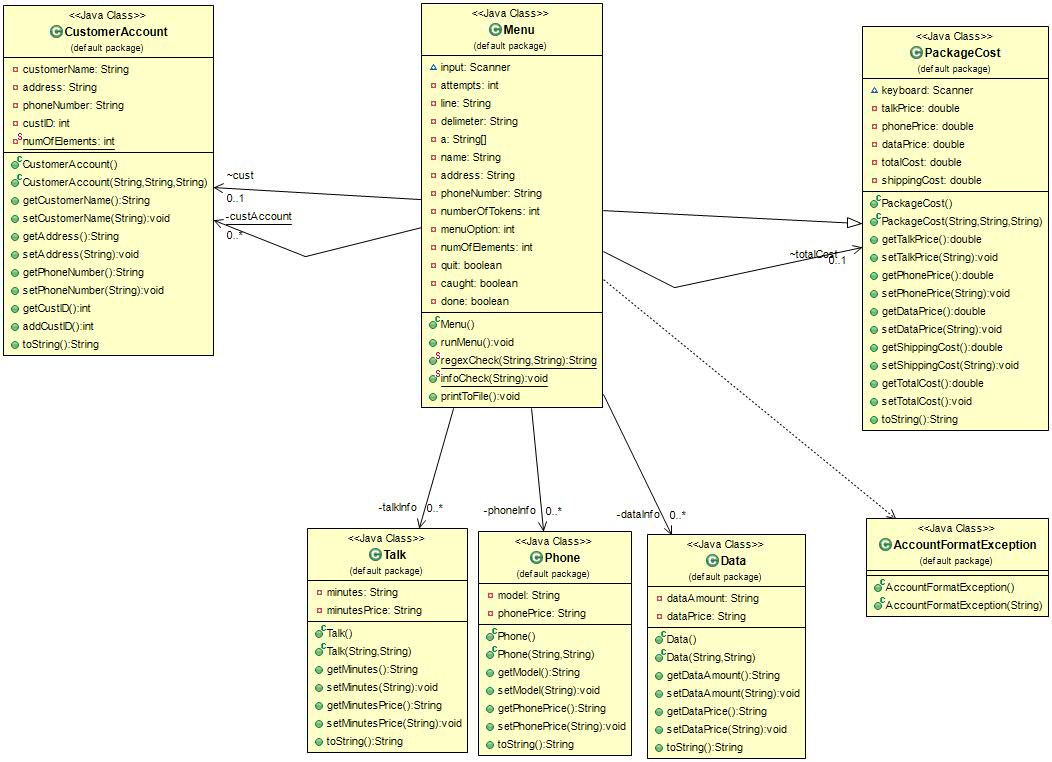 <<Java Class>>
CustomerAccount
(default package)
customerName: String
address: String
phoneNumber: String
custID: int
numOfElements: int
CustomerAccount()
CustomerAccount(String,String,String)
getCustomerName():String
setCustomerName(String):void
getAddress():String
setAddress(String):void
getPhoneNumber():String
setPhoneNumber(String):void
getCustID():int
addCustID():int
toString():String
~cust
0..1
-custAccount
0..*
<<Java Class>>
Menu
(default package)
input: Scanner
attempts: int
line: String
delimeter: String
a: String[]
name: String
address: String
phoneNumber: String
numberOfTokens: int
menuOption: int
numOfElements: int
quit: boolean
caught: boolean
done: boolean
Menu()
runMenu():void
regexCheck(String,String):String
infoCheck(String):void
printToFile():void
~totalCost
0..1
<<Java Class>>
PackageCost
(default package)
keyboard: Scanner
talkPrice: double
phonePrice: double
dataPrice: double
totalCost: double
shippingCost: double
PackageCost()
PackageCost(String,String,String)
getTalkPrice():double
setTalkPrice(String):void
getPhonePrice():double
setPhonePrice(String):void
getDataPrice():double
setDataPrice(String):void
getShippingCost():double
setShippingCost(String):void
getTotalCost():double
setTotalCost():void
toString():String
-talkInfo
0..*
-phoneInfo
0..*
-dataInfo
0..*
<<Java Class>>
Talk
(default package)
minutes: String
minutesPrice: String
Talk()
Talk(String,String)
getMinutes():String
setMinutes(String):void
getMinutesPrice():String
setMinutesPrice(String):void
toString():String
<<Java Class>>
Phone
(default package)
model: String
phonePrice: String
Phone()
Phone(String,String)
getModel():String
setModel(String):void
getPhonePrice():String
setPhonePrice(String):void
toString():String
<<Java Class>>
Data
(default package)
dataAmount: String
dataPrice: String
Data()
Data(String,String)
getDataAmount():String
setDataAmount(String):void
getDataPrice():String
setDataPrice(String):void
toString():String
<<Java Class>>
AccountFormatException
(default package)
AccountFormatException()
AccountFormatException(String)